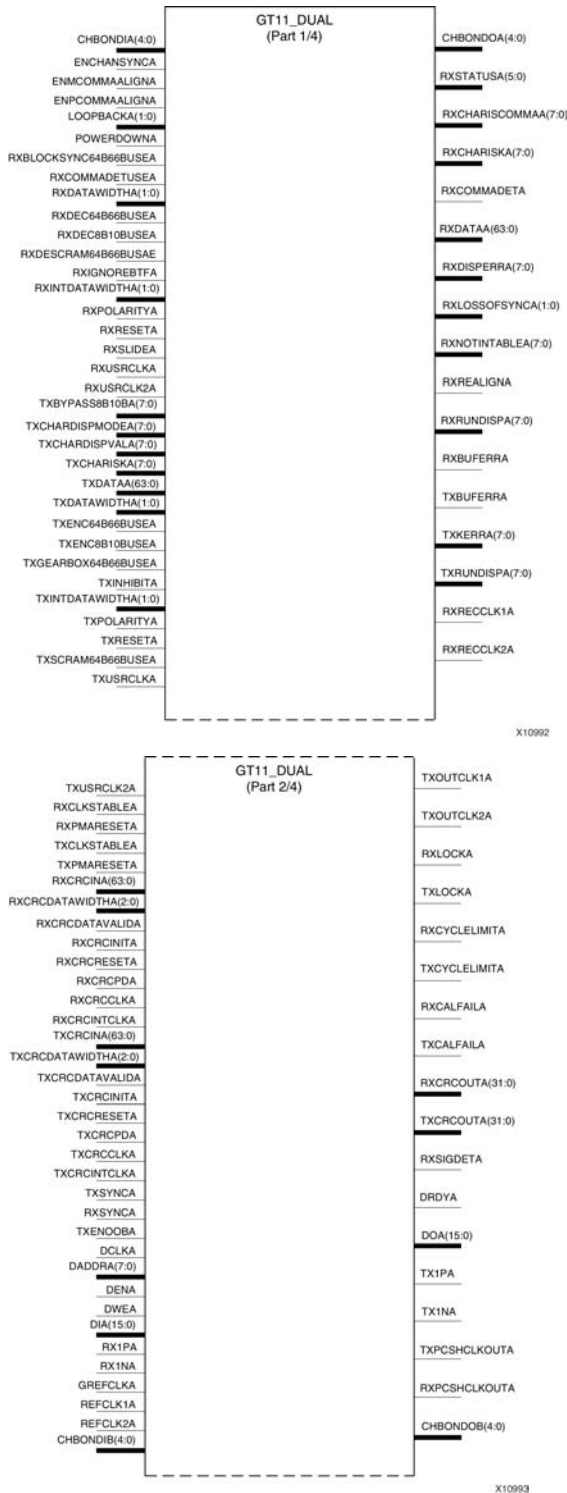 GT11_DUAL
(Part 1/4)
CHBONDIA(4:0)
ENCHANSYNCA
ENMCOMMAALIGNA
ENPCOMMAALIGNA
LOOPBACKA(1:0)
POWERDOWNA
RXBLOCKSYNC64B66BUSEA
RXCOMMADETUSEA
RXDATAWIDTHA(1:0)
RXDEC64B66BUSEA
RXDEC8B10BUSEA
RXDESCRAM64B66BUSAE
RXIGNOREBTFA
RXINTDATAWIDTHA(1:0)
RXPOLARITYA
RXRESETA
RXSLIDEA
RXUSRCLKA
RXUSRCLK2A
TXBYPASS8B10BA(7:0)
TXCHARDISPMODEA(7:0)
TXCHARDISPVALA(7:0)
TXCHARISKA(7:0)
TXDATAA(63:0)
TXDATAWIDTHA(1:0)
TXENC64B66BUSEA
TXENC8B10BUSEA
TXGEARBOX64B66BUSEA
TXINHIBITA
TXINTDATAWIDTHA(1:0)
TXPOLARITYA
TXRESETA
TXSCRAM64B66BUSEA
TXUSRCLKA
CHBONDOA(4:0)
RXSTATUSA(5:0)
RXCHARISCOMMAA(7:0)
RXCHARISKA(7:0)
RXCOMMADETA
RXDATAA(63:0)
RXDISPERRA(7:0)
RXLOSSOFSYNCA(1:0)
RXNOTINTABLEA(7:0)
RXREALIGNA
RXRUNDISPA(7:0)
RXBUFERRA
TXBUFERRA
TXKERRA(7:0)
TXRUNDISPA(7:0)
RXRECCLK1A
RXRECCLK2A
X10992
GT11_DUAL
(Part 2/4)
TXUSRCLK2A
RXCLKSTABLEA
RXPMARESETA
TXCLKSTABLEA
TXPMARESETA
RXCRCINA(63:0)
RXCRCDATAWIDTHA(2:0)
RXCRCDATAVALIDA
RXCRCINITA
RXCRCRESETA
RXCRCPDA
RXCRCCLKA
RXCRCINTCLKA
TXCRCINA(63:0)
TXCRCDATAWIDTHA(2:0)
TXCRCDATAVALIDA
TXCRCINITA
TXCRCRESETA
TXCRCPDA
TXCRCCLKA
TXCRCINTCLKA
TXSYNCA
RXSYNCA
TXENOOBA
DCLKA
DADDRA(7:0)
DENA
DWEA
DIA(15:0)
RX1PA
RX1NA
GREFCLKA
REFCLK1A
REFCLK2A
CHBONDIB(4:0)
TXOUTCLK1A
TXOUTCLK2A
RXLOCKA
TXLOCKA
RXCYCLELIMITA
TXCYCLELIMITA
RXCALFAILA
TXCALFAILA
RXCRCOUTA(31:0)
TXCRCOUTA(31:0)
RXSIGDETA
DRDYA
DOA(15:0)
TX1PA
TX1NA
TXPCSHCLKOUTA
RXPCSHCLKOUTA
CHBONDOB(4:0)
X10993